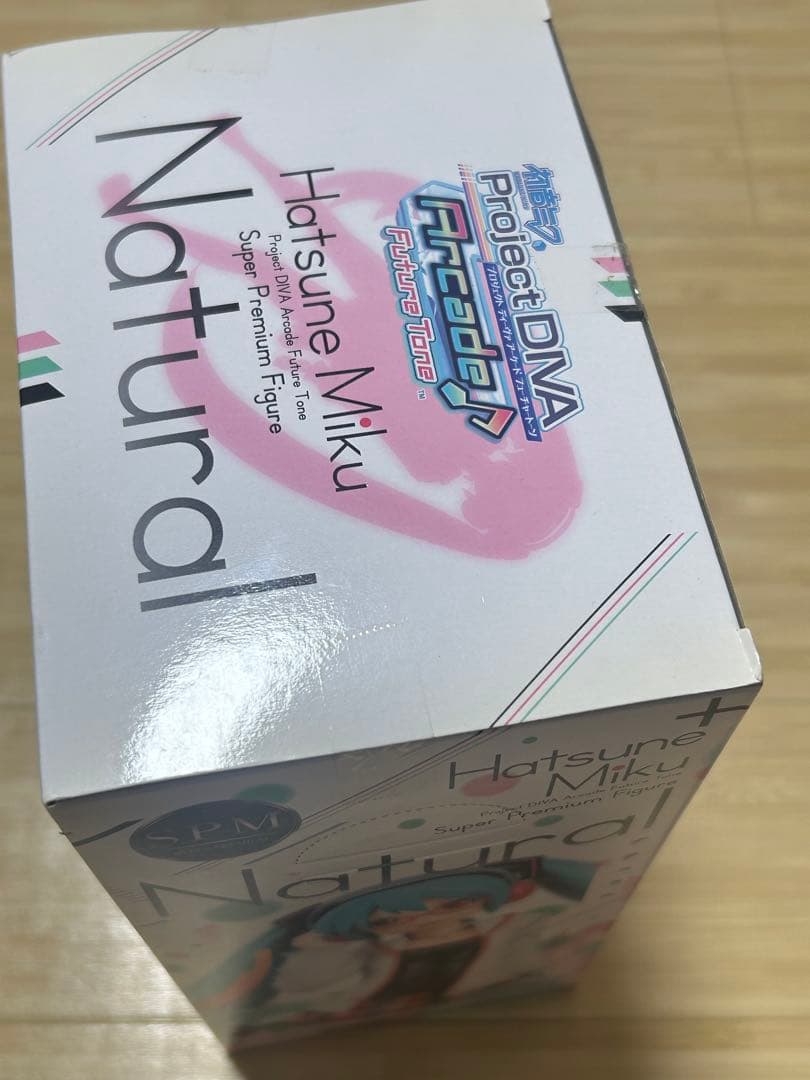 初音ミク
Project DIVA
プロジェクト ディーヴァ アーケード フューチャートーン
Arcade
Future Tone
TM
Hatsune Miku
Project DIVA Arcade Future Tone
Super Premium Figure
Natural
Hatsune
Miku
Project DIVA Arcade Future Tone
Super Premium Figure
S.P.M
Natural